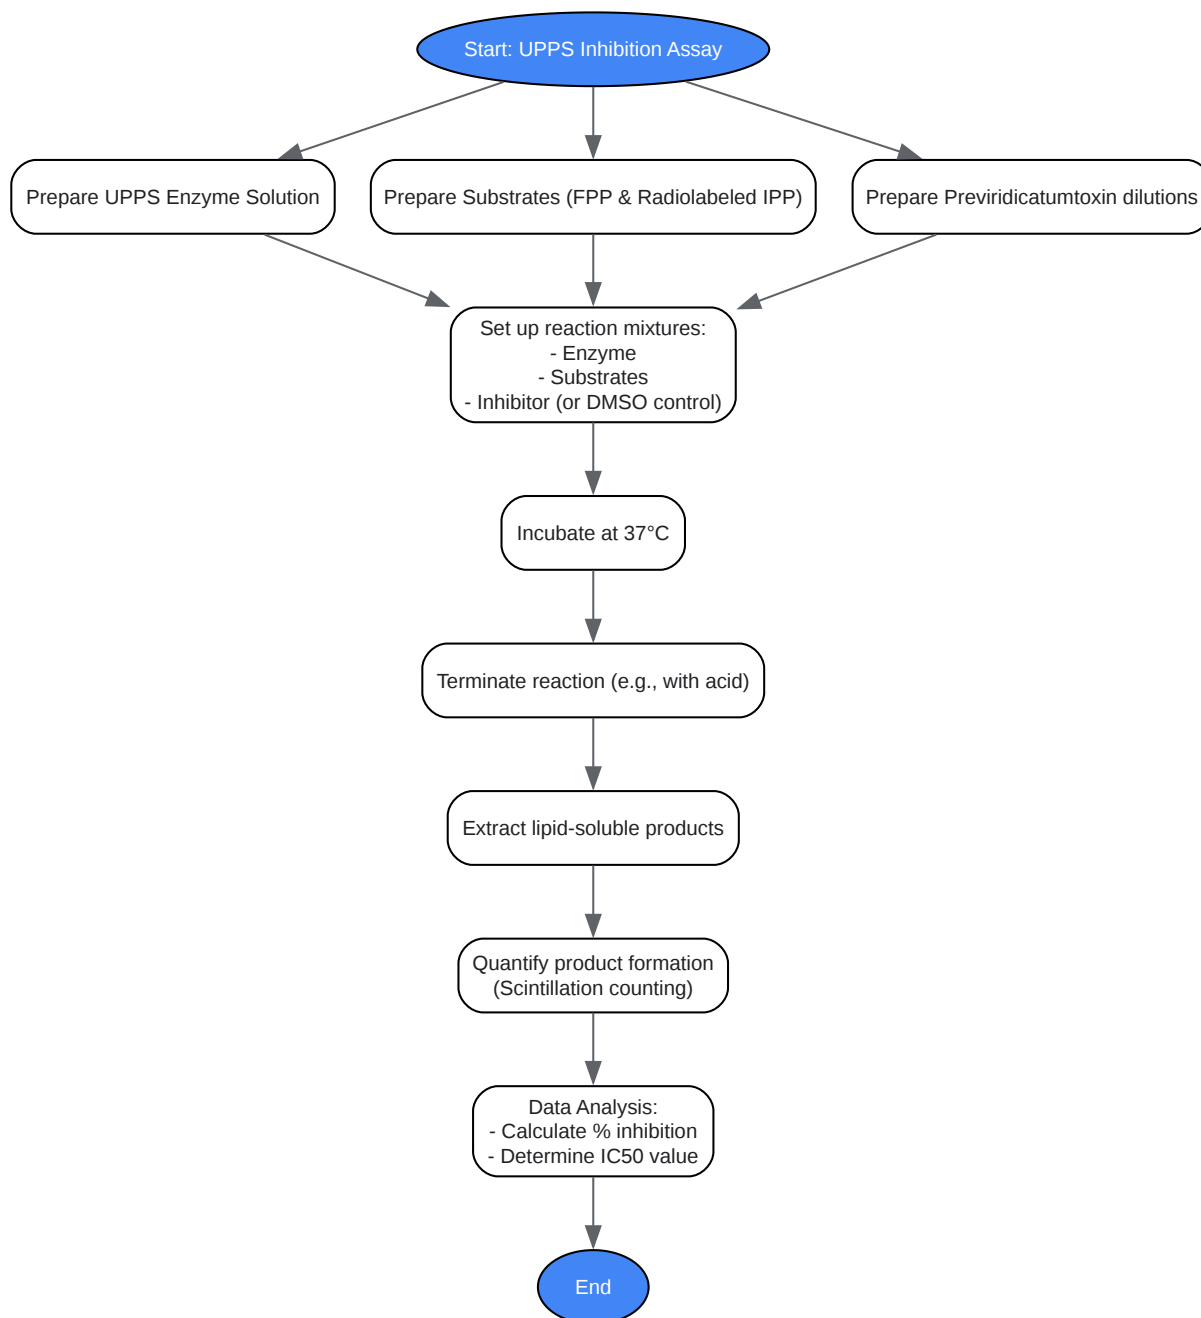 Start: UPPS Inhibition Assay
Prepare UPPS Enzyme Solution
Prepare Substrates (FPP & Radiolabeled IPP)
Prepare Previridicatumtoxin dilutions
Set up reaction mixtures:
- Enzyme
- Substrates
- Inhibitor (or DMSO control)
Incubate at 37°C
Terminate reaction (e.g., with acid)
Extract lipid-soluble products
Quantify product formation
(Scintillation counting)
Data Analysis:
- Calculate % inhibition
- Determine IC50 value
End